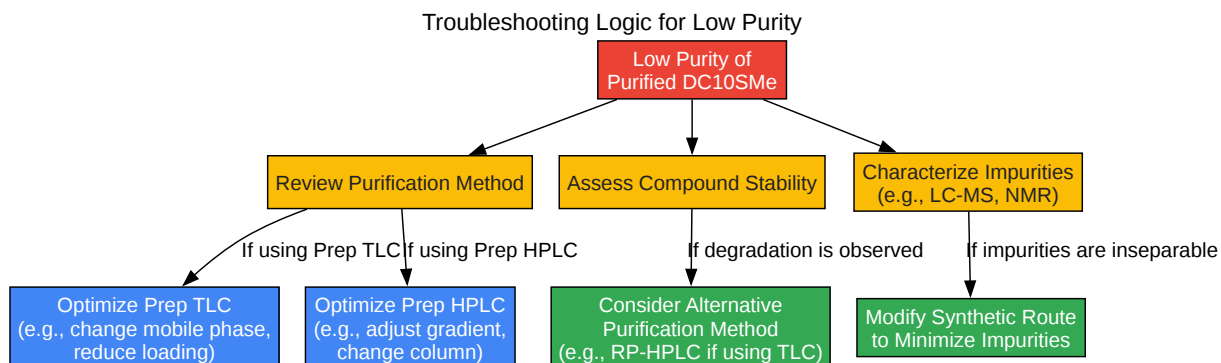 Troubleshooting Logic for Low Purity
Low Purity of
Purified DC10SMe
Review Purification Method
Assess Compound Stability
Characterize Impurities
(e.g., LC-MS, NMR)
If using Prep TLC
If using Prep HPLC
If degradation is observed
If impurities are inseparable
Optimize Prep TLC
(e.g., change mobile phase,
reduce loading)
Optimize Prep HPLC
(e.g., adjust gradient,
change column)
Consider Alternative
Purification Method
(e.g., RP-HPLC if using TLC)
Modify Synthetic Route
to Minimize Impurities